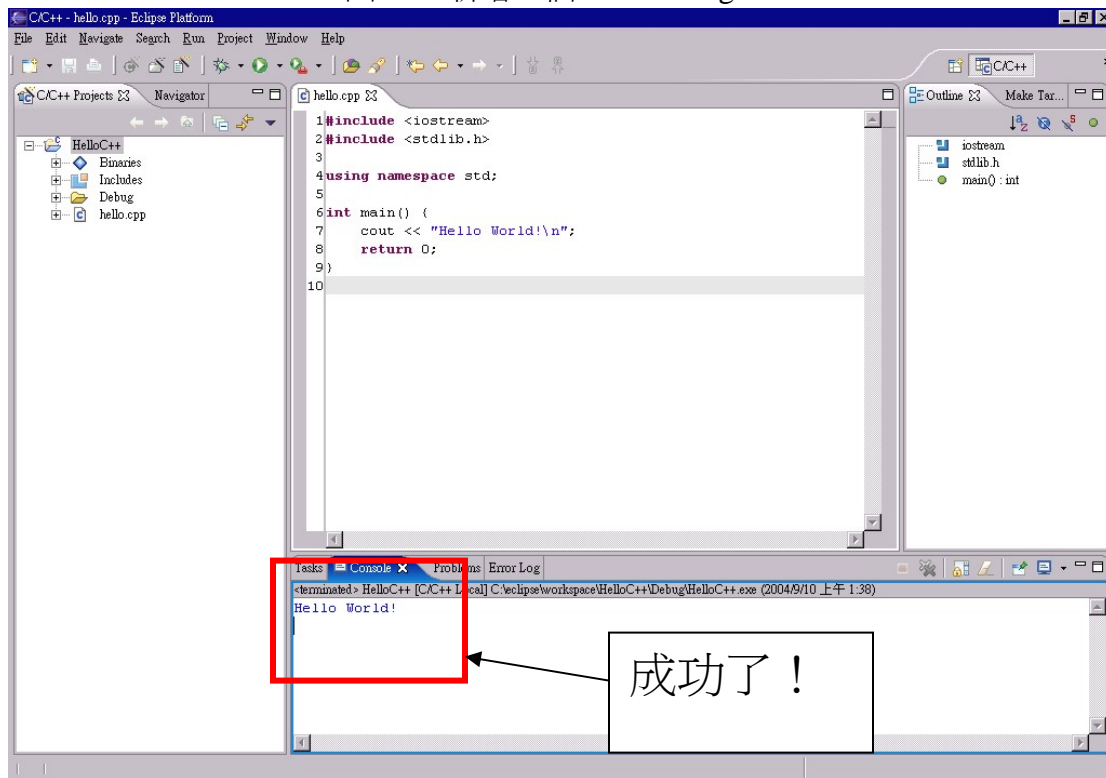 C/C++ - hello.cpp - Eclipse Platform
File Edit Navigate Search Run Project Window Help
C/C++
C/C++ Projects Navigator
HelloC++
Binaries
Includes
Debug
hello.cpp
hello.cpp
1 #include <iostream>
2 #include <stdlib.h>
3
4 using namespace std;
5
6 int main() {
7 cout << "Hello World!\n";
8 return 0;
9 }
10
Outline Make Tar...
iostream
stdlib.h
main() : int
Tasks Console Problems Error Log
<terminated> HelloC++ [C/C++ Local] C:\eclipse\workspace\HelloC++\Debug\HelloC++.exe (2004/9/10 上午 1:38)
Hello World!
成功了！